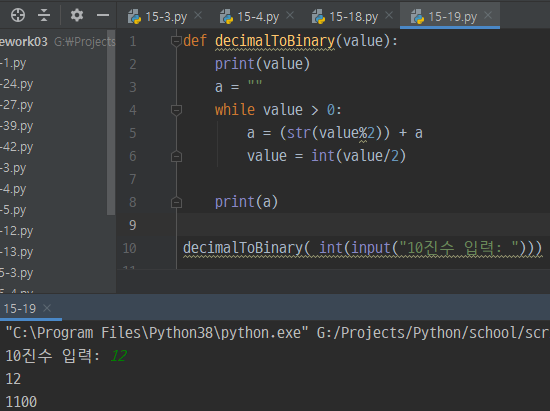 15-3.py
15-4.py
15-18.py
15-19.py
ework03 G:₩Projects
-1.py
-24.py
-27.py
-39.py
-42.py
-3.py
-4.py
-5.py
-12.py
-13.py
5-3.py
5-4.py
1 def decimalToBinary(value):
2 print(value)
3 a = ""
4 while value > 0:
5 a = (str(value%2)) + a
6 value = int(value/2)
7
8 print(a)
9
10 decimalToBinary( int(input("10진수 입력: ")))
11
15-19
"C:\Program Files\Python38\python.exe" G:/Projects/Python/school/scr
10진수 입력: 12
12
1100